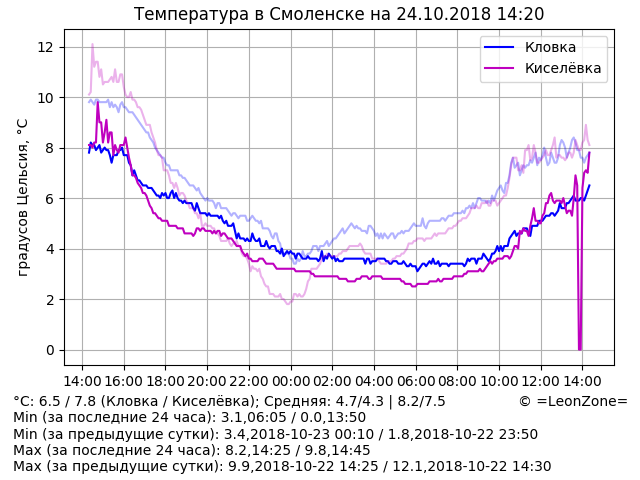 Температура в Смоленске на 24.10.2018 14:20
Кловка
Киселёвка
градусов Цельсия, °C
12
10
8
6
4
2
0
14:00 16:00 18:00 20:00 22:00 00:00 02:00 04:00 06:00 08:00 10:00 12:00 14:00
°C: 6.5 / 7.8 (Кловка / Киселёвка); Средняя: 4.7/4.3 | 8.2/7.5 © =LeonZone=
Min (за последние 24 часа): 3.1,06:05 / 0.0,13:50
Min (за предыдущие сутки): 3.4,2018-10-23 00:10 / 1.8,2018-10-22 23:50
Max (за последние 24 часа): 8.2,14:25 / 9.8,14:45
Max (за предыдущие сутки): 9.9,2018-10-22 14:25 / 12.1,2018-10-22 14:30